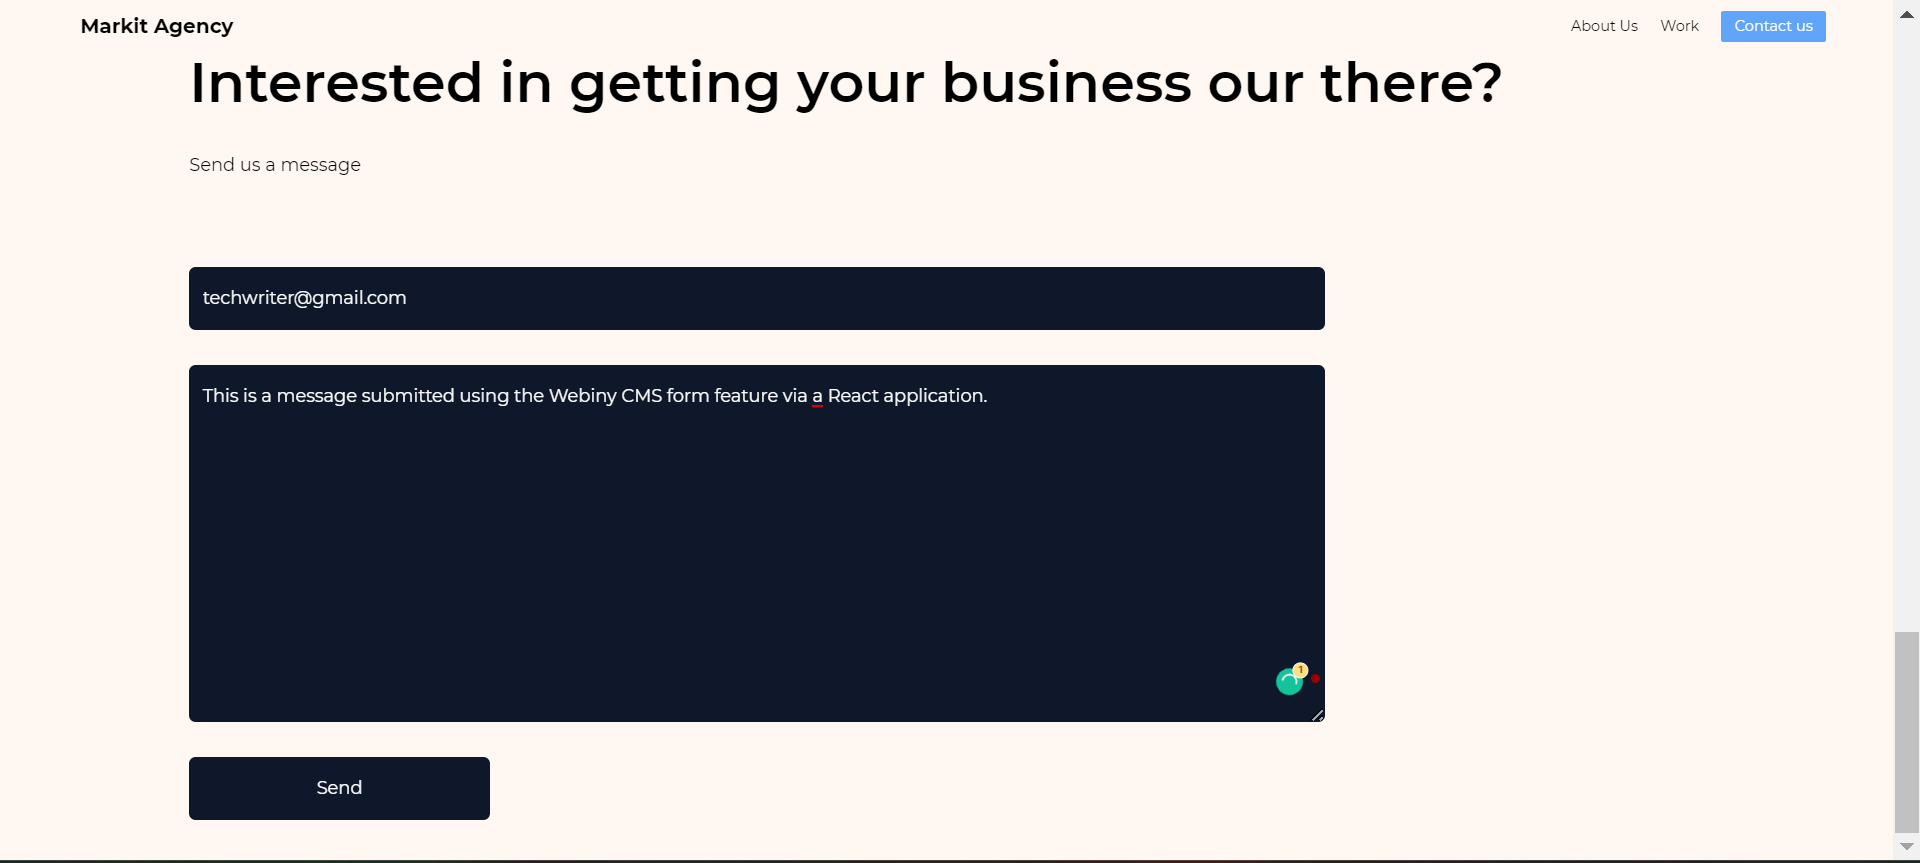 Markit Agency
About Us
Work
Contact us
Interested in getting your business our there?
Send us a message
techwriter@gmail.com
This is a message submitted using the Webiny CMS form feature via a React application.
1
Send